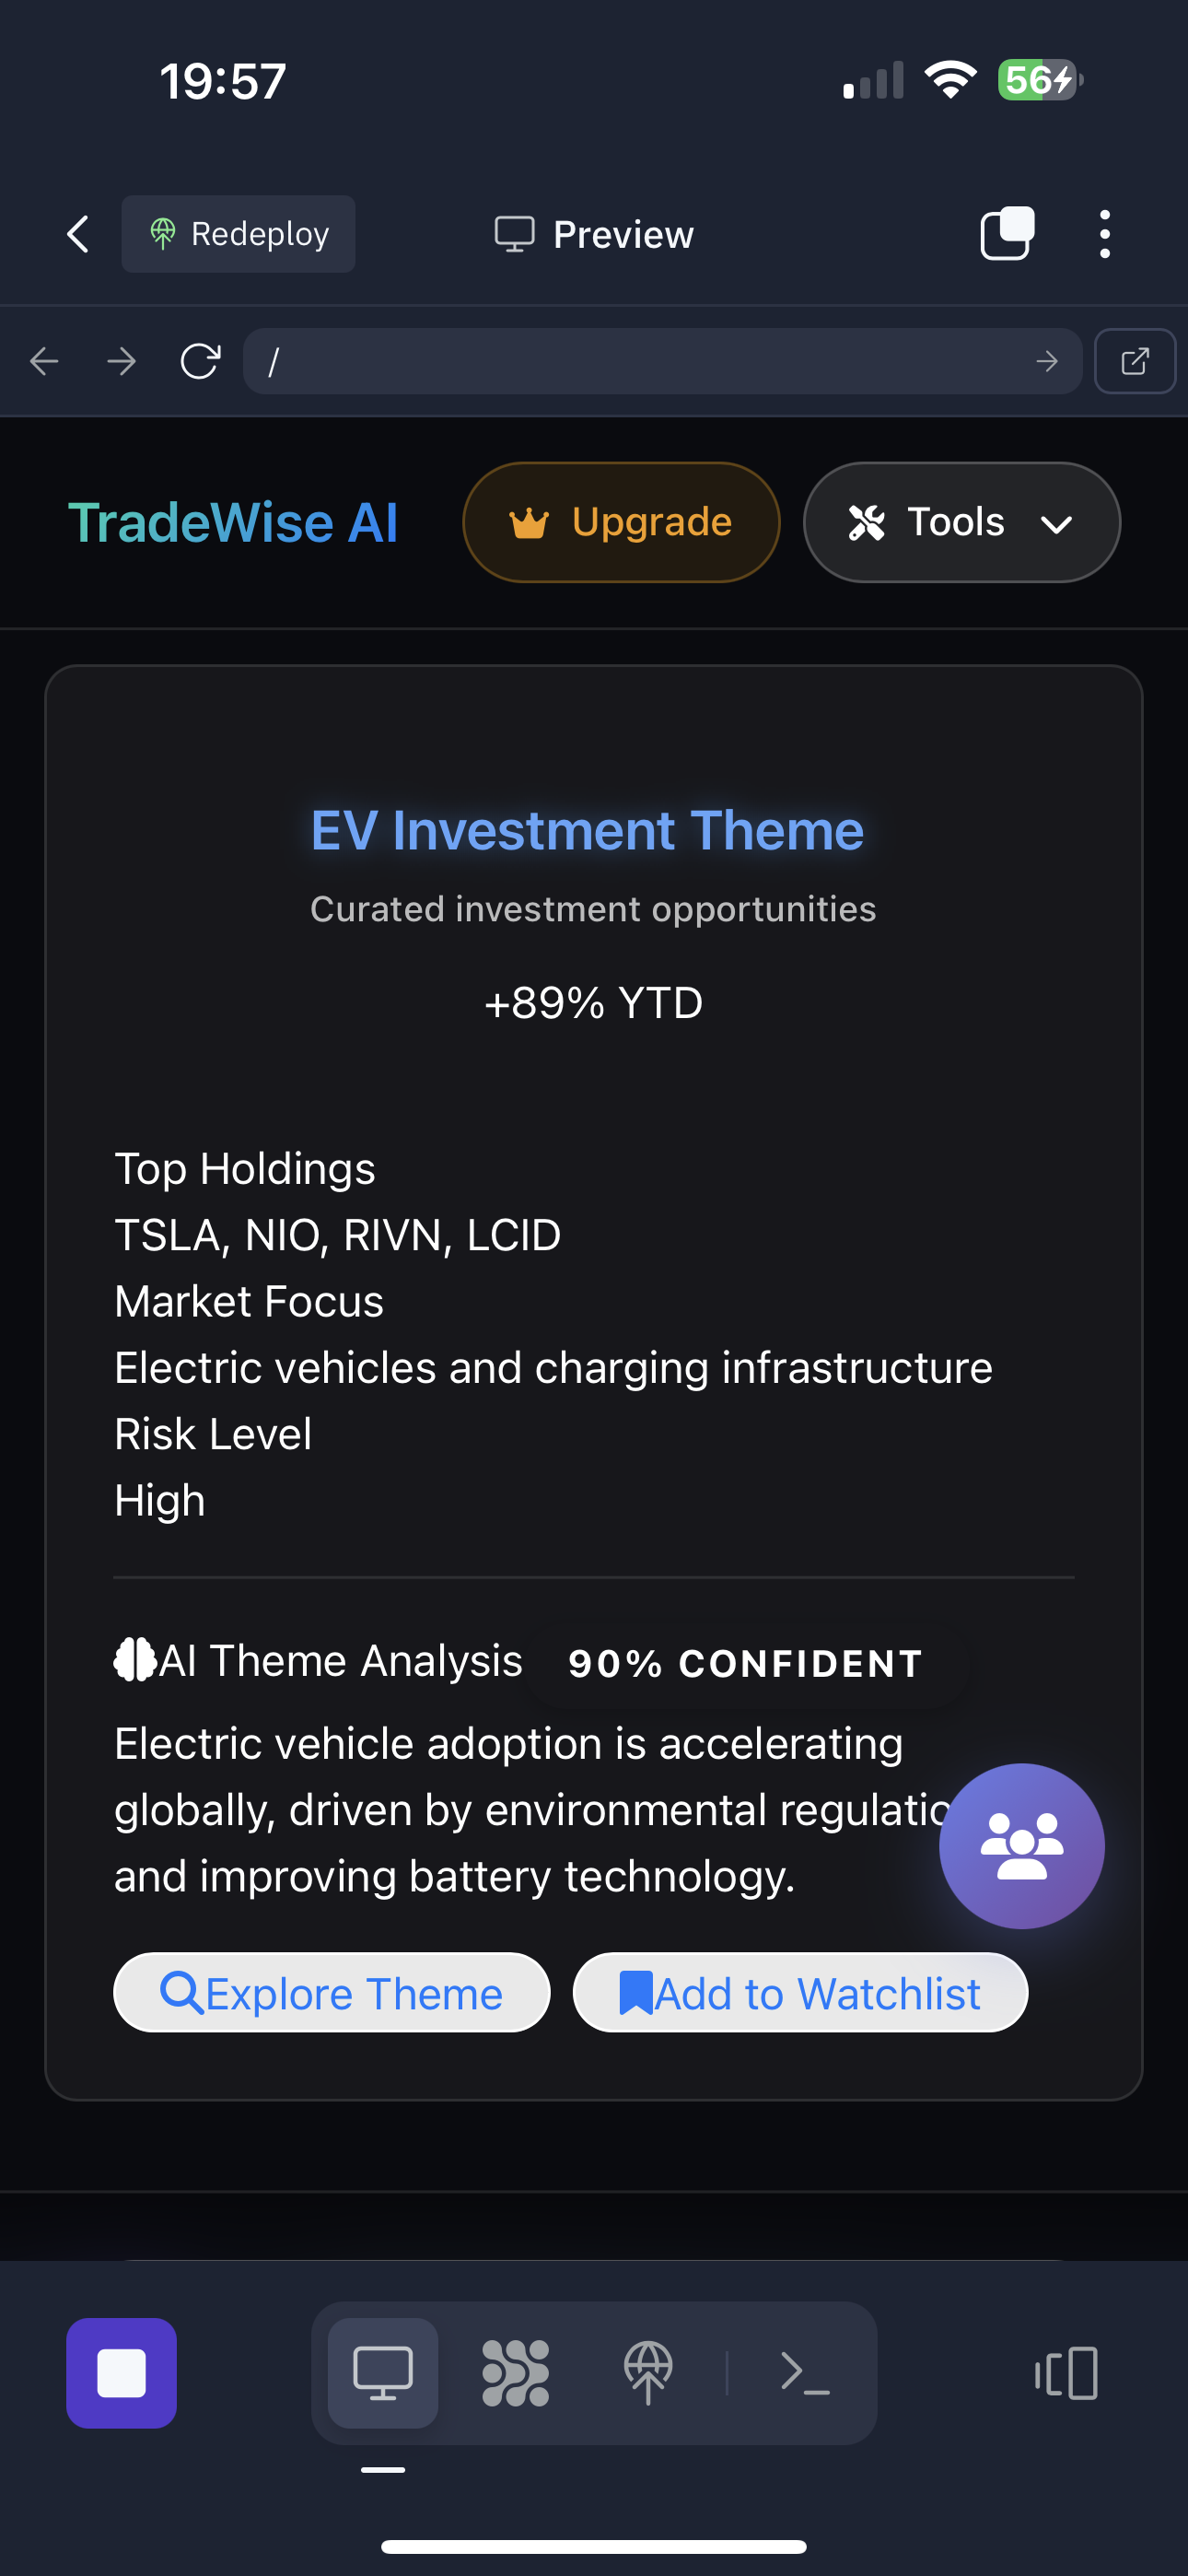 19:57
56
Redeploy
Preview
/
TradeWise AI
Upgrade
Tools
EV Investment Theme
Curated investment opportunities
+89% YTD
Top Holdings
TSLA, NIO, RIVN, LCID
Market Focus
Electric vehicles and charging infrastructure
Risk Level
High
AI Theme Analysis 90% CONFIDENT
Electric vehicle adoption is accelerating
globally, driven by environmental
and improving battery technology.
Explore Theme
Add to Watchlist